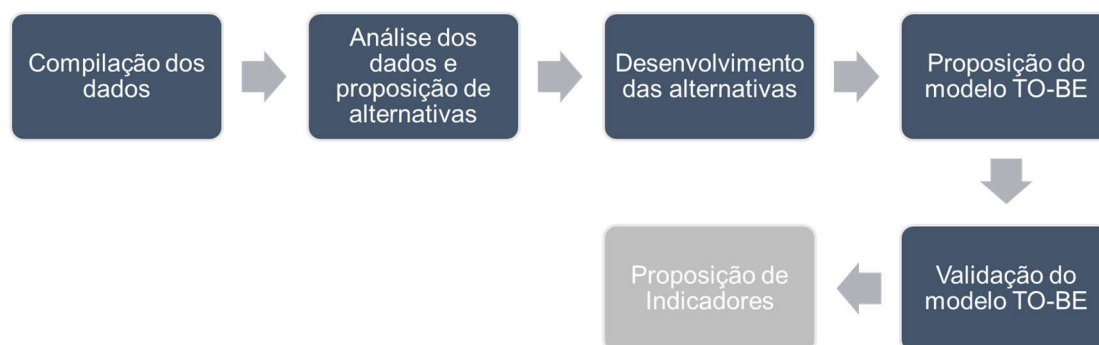 Compilação dos
dados
Análise dos
dados e
proposição de
alternativas
Desenvolvimento
das alternativas
Proposição do
modelo TO-BE
Validação do
modelo TO-BE
Proposição de
Indicadores